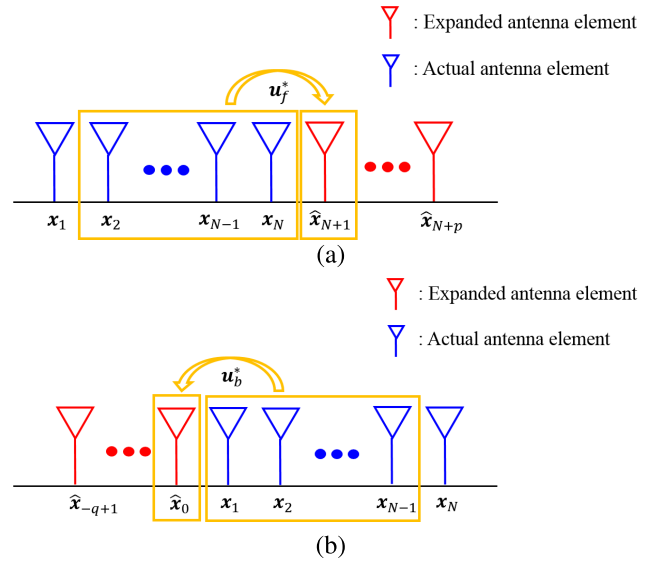 : Expanded antenna element
: Actual antenna element
u_f^*
x_1 x_2 x_{N-1} x_N x̂_{N+1} x̂_{N+p}
(a)
: Expanded antenna element
: Actual antenna element
u_b^*
x̂_{-q+1} x̂_0 x_1 x_2 x_{N-1} x_N
(b)